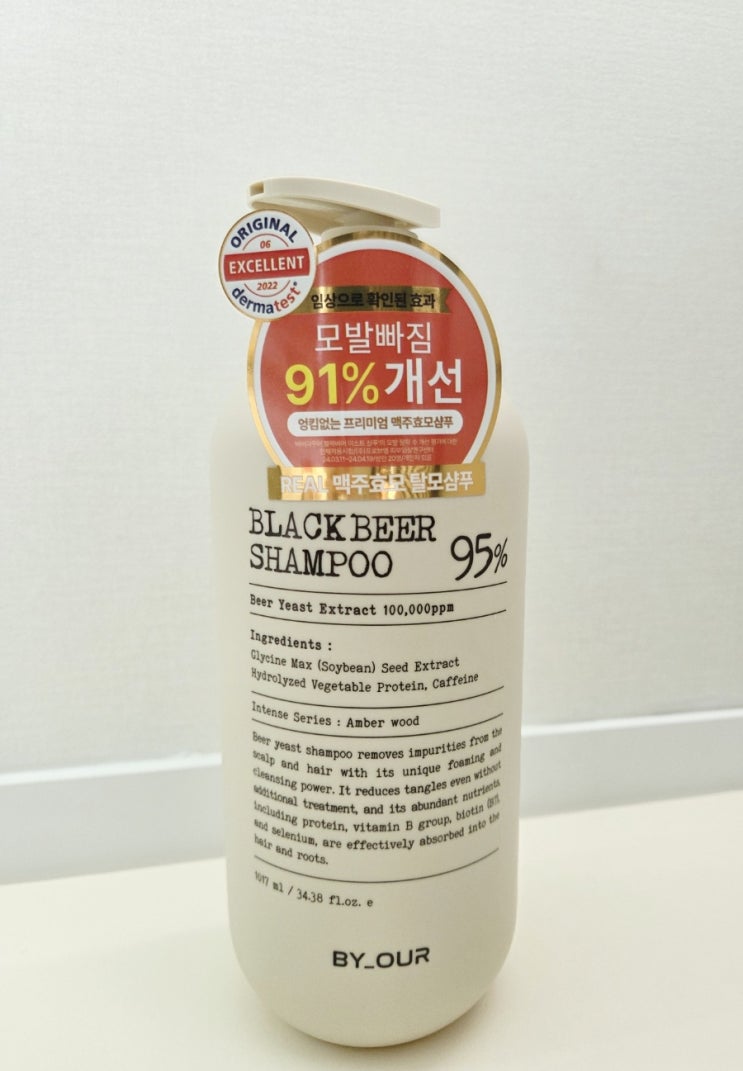 ORIGINAL
06
EXCELLENT
2022
dermatest®
임상으로 확인된 효과
모발빠짐
91% 개선
엉킴없는 프리미엄 맥주효모샴푸
REAL 맥주효모 탈모샴푸
BLACK BEER
SHAMPOO 95%
Beer Yeast Extract 100,000ppm
Ingredients :
Glycine Max (Soybean) Seed Extract
Hydrolyzed Vegetable Protein, Caffeine
Intense Series : Amber wood
Beer yeast shampoo removes impurities from the
scalp and hair with its unique foaming and
cleansing power. It reduces tangles even without
additional treatment, and its abundant nutrients,
including protein, vitamin B group, biotin (B7),
and selenium, are effectively absorbed into the
hair and roots.
1017 ml / 34.38 fl.oz. e
BY_OUR